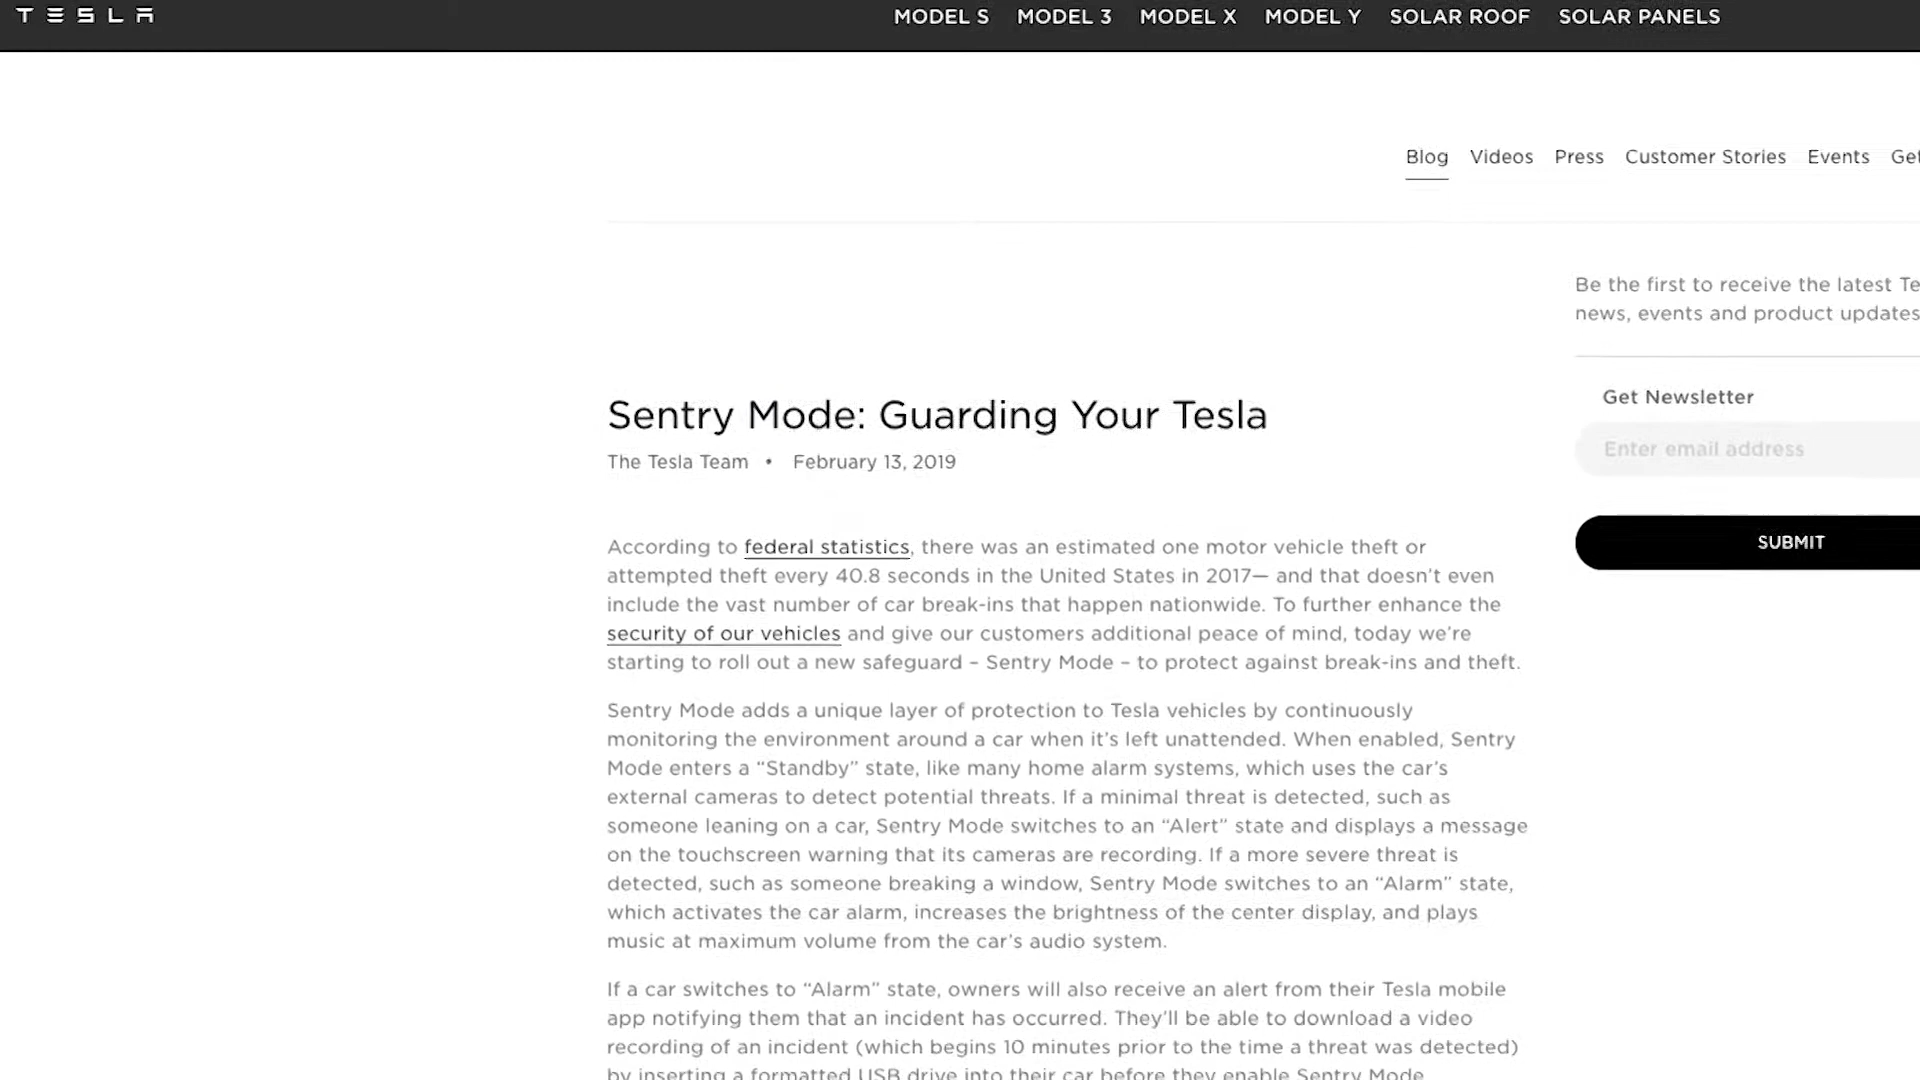 TESLA
MODEL S MODEL 3 MODEL X MODEL Y SOLAR ROOF SOLAR PANELS
Blog Videos Press Customer Stories Events
Be the first to receive the latest
news, events and product updates
Get Newsletter
Enter email address
SUBMIT
Sentry Mode: Guarding Your Tesla
The Tesla Team • February 13, 2019
According to federal statistics, there was an estimated one motor vehicle theft or
attempted theft every 40.8 seconds in the United States in 2017— and that doesn’t even
include the vast number of car break-ins that happen nationwide. To further enhance the
security of our vehicles and give our customers additional peace of mind, today we’re
starting to roll out a new safeguard – Sentry Mode – to protect against break-ins and theft.
Sentry Mode adds a unique layer of protection to Tesla vehicles by continuously
monitoring the environment around a car when it’s left unattended. When enabled, Sentry
Mode enters a “Standby” state, like many home alarm systems, which uses the car’s
external cameras to detect potential threats. If a minimal threat is detected, such as
someone leaning on a car, Sentry Mode switches to an “Alert” state and displays a message
on the touchscreen warning that its cameras are recording. If a more severe threat is
detected, such as someone breaking a window, Sentry Mode switches to an “Alarm” state,
which activates the car alarm, increases the brightness of the center display, and plays
music at maximum volume from the car’s audio system.
If a car switches to “Alarm” state, owners will also receive an alert from their Tesla mobile
app notifying them that an incident has occurred. They’ll be able to download a video
recording of an incident (which begins 10 minutes prior to the time a threat was detected)
by inserting a formatted USB drive into their car before they enable Sentry Mode